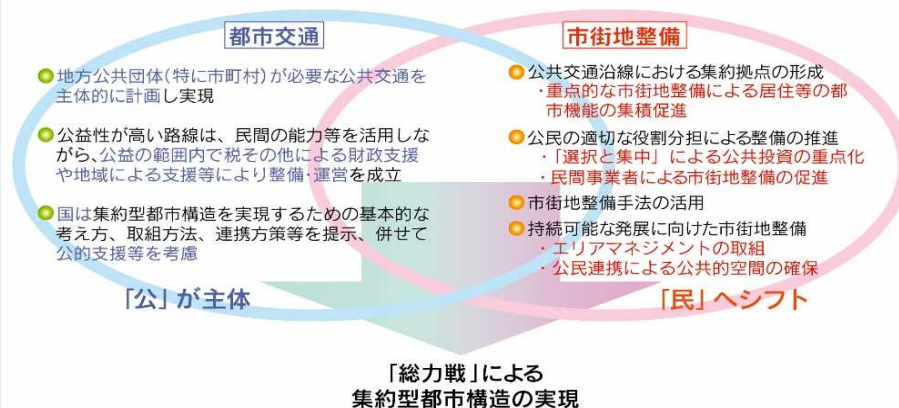 都市交通
地方公共団体(特に市町村)が必要な公共交通を
主体的に計画し実現
公益性が高い路線は、民間の能力等を活用しな
がら、公益の範囲内で税その他による財政支援
や地域による支援等により整備・運営を成立
国は集約型都市構造を実現するための基本的な
考え方、取組方法、連携方策等を提示、併せて
公的支援等を考慮
「公」が主体
市街地整備
公共交通沿線における集約拠点の形成
・重点的な市街地整備による居住等の都
市機能の集積促進
公民の適切な役割分担による整備の推進
・「選択と集中」による公共投資の重点化
・民間事業者による市街地整備の促進
市街地整備手法の活用
持続可能な発展に向けた市街地整備
・エリアマネジメントの取組
・公民連携による公共的空間の確保
「民」へシフト
「総力戦」による
集約型都市構造の実現